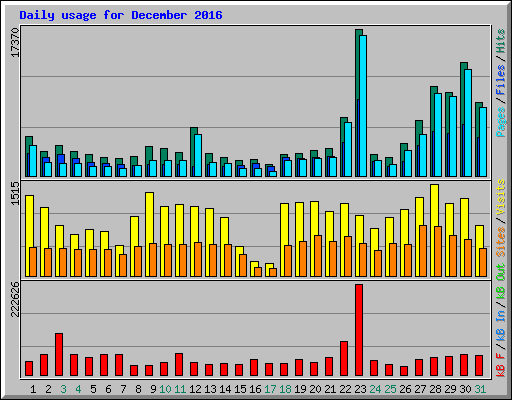 Daily usage for December 2016
17370
Pages / Files / Hits
1515
Sites / Visits
222626
kB F / kB In / kB Out
1 2 3 4 5 6 7 8 9 10 11 12 13 14 15 16 17 18 19 20 21 22 23 24 25 26 27 28 29 30 31